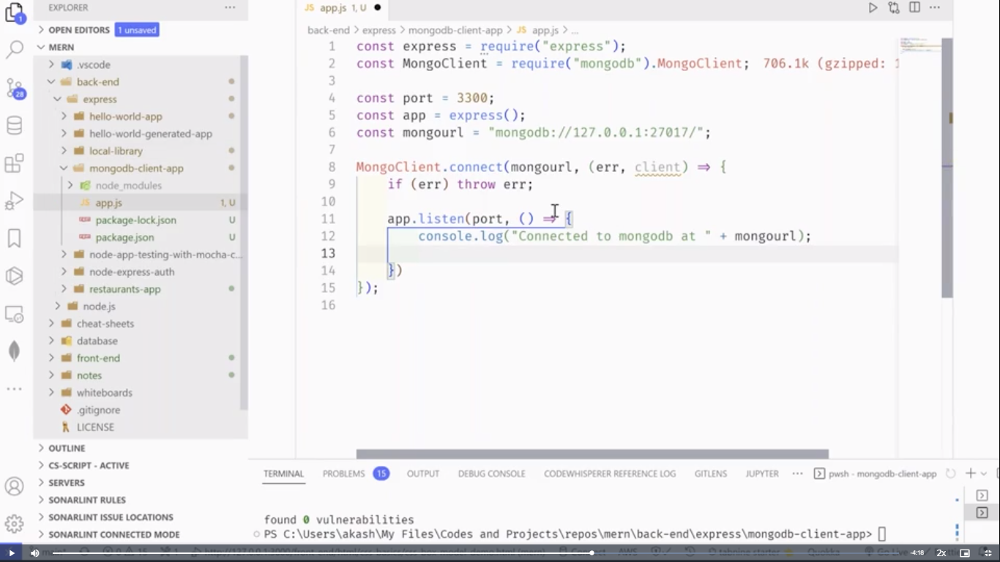 EXPLORER
OPEN EDITORS 1 unsaved
MERN
.vscode
back-end
express
hello-world-app
hello-world-generated-app
local-library
mongodb-client-app
node_modules
app.js 1, U
package-lock.json U
package.json U
node-app-testing-with-mocha-c...
node-express-auth
restaurants-app
node.js
cheat-sheets
database
front-end
notes
whiteboards
.gitignore
LICENSE
OUTLINE
CS-SCRIPT - ACTIVE
SERVERS
SONARLINT RULES
SONARLINT ISSUE LOCATIONS
SONARLINT CONNECTED MODE
1
28
JS app.js 1, U
back-end > express > mongodb-client-app > JS app.js > ...
1 const express = require("express");
2 const MongoClient = require("mongodb").MongoClient; 706.1k (gzipped: 1
3
4 const port = 3300;
5 const app = express();
6 const mongourl = "mongodb://127.0.0.1:27017/";
7
8 MongoClient.connect(mongourl, (err, client) ⇒ {
9 if (err) throw err;
10
11 app.listen(port, () ⇒ {
12 console.log("Connected to mongodb at " + mongourl);
13
14 })
15 });
16
TERMINAL PROBLEMS 15 OUTPUT DEBUG CONSOLE CODEWHISPERER REFERENCE LOG GITLENS JUPYTER ... pwsh - mongodb-client-app
found 0 vulnerabilities
PS C:\Users\akash\My Files\Codes and Projects\repos\mern\back-end\express\mongodb-client-app>
-4:18 2x